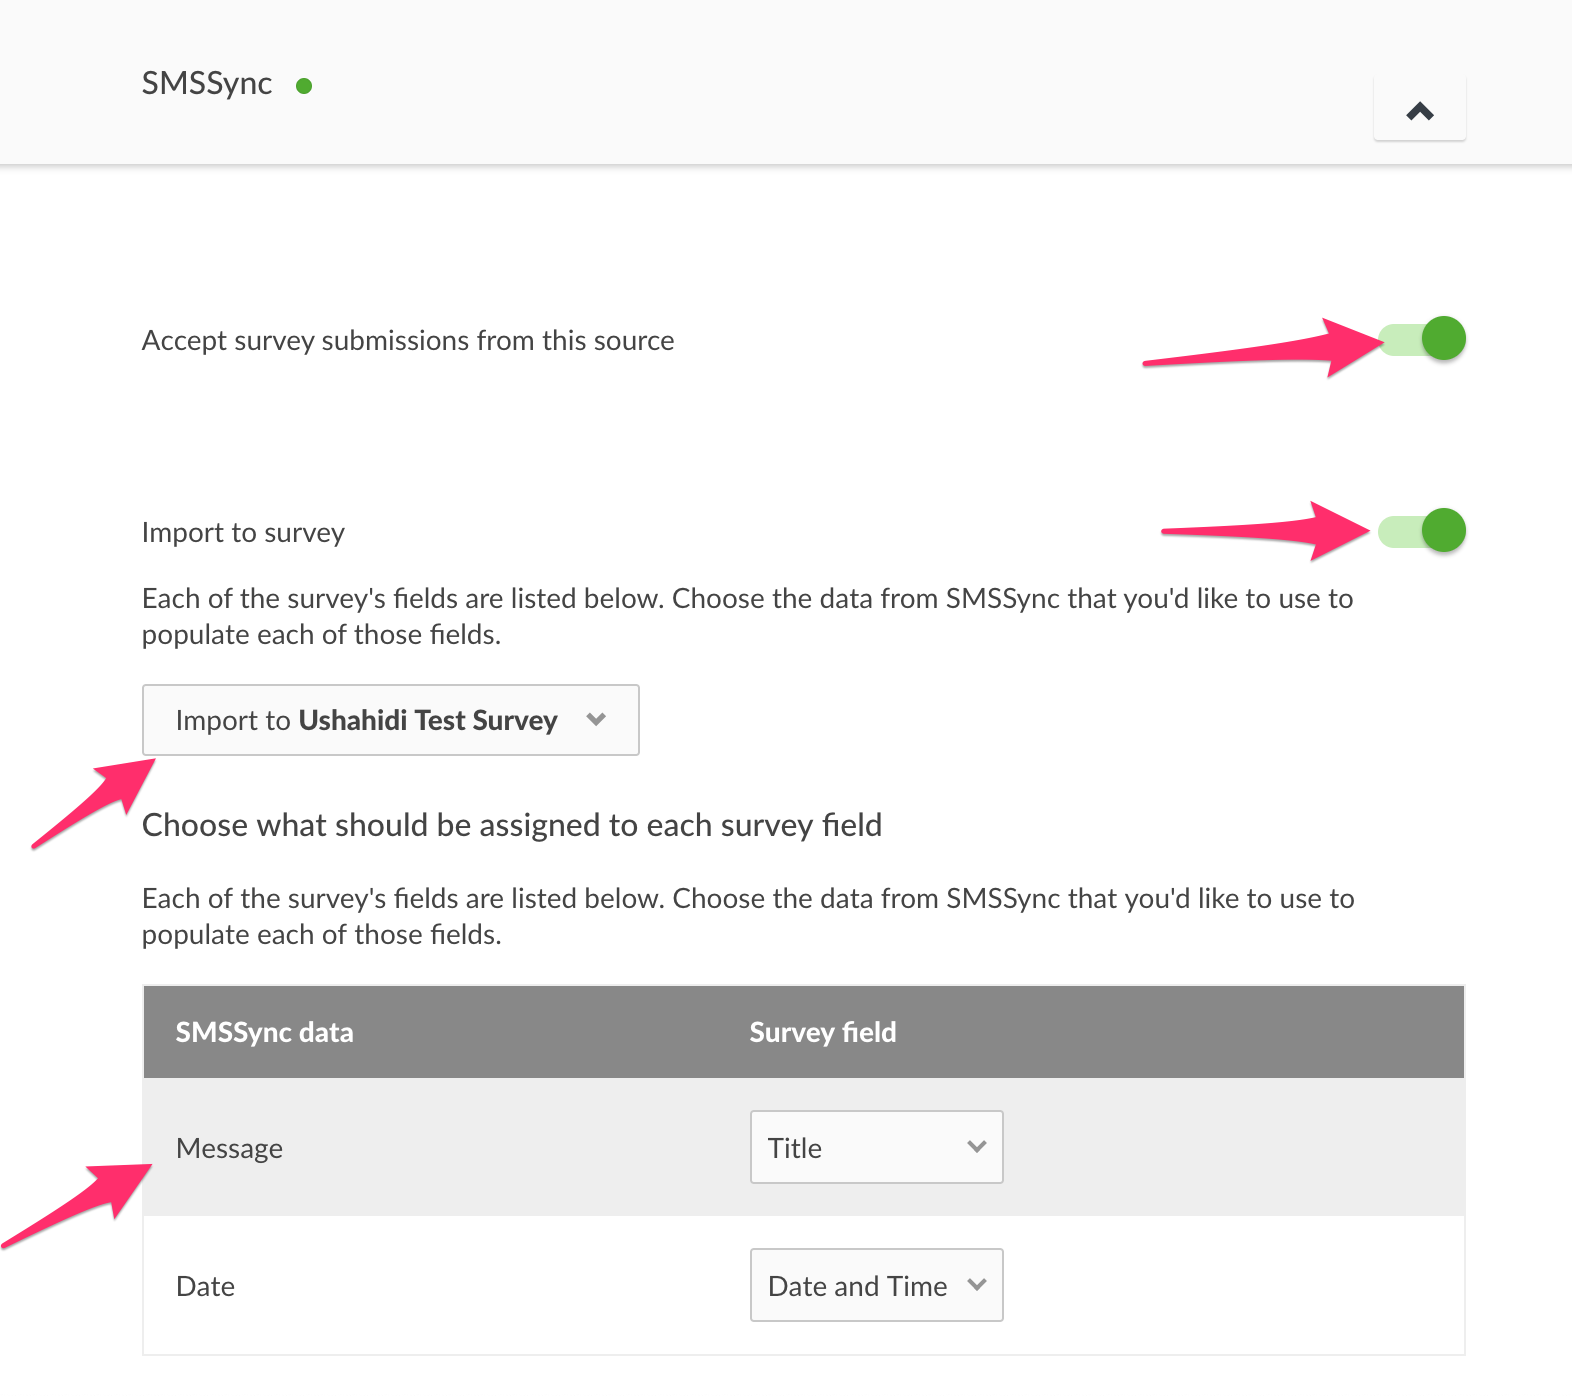 SMSSync
Accept survey submissions from this source
Import to survey
Each of the survey's fields are listed below. Choose the data from SMSSync that you'd like to use to
populate each of those fields.
Import to Ushahidi Test Survey
Choose what should be assigned to each survey field
Each of the survey's fields are listed below. Choose the data from SMSSync that you'd like to use to
populate each of those fields.
SMSSync data Survey field
Message Title
Date Date and Time